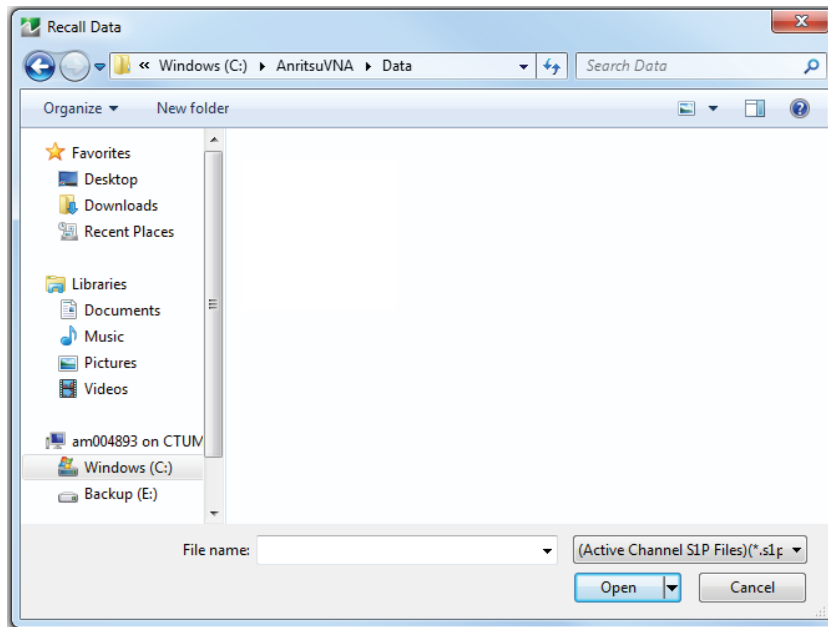 Recall Data
« Windows (C:) ▸ AnritsuVNA ▸ Data
Search Data
Organize
New folder
Favorites
Desktop
Downloads
Recent Places
Libraries
Documents
Music
Pictures
Videos
am004893 on CTUM
Windows (C:)
Backup (E:)
File name:
(Active Channel S1P Files)(*.s1p
Open
Cancel